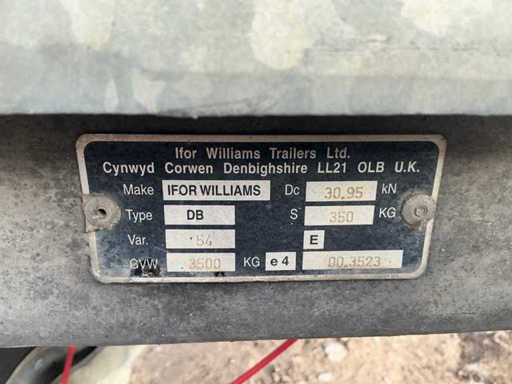 Ifor Williams Trailers Ltd.
Cynwyd Corwen Denbighshire LL21 OLB U.K.
Make IFOR WILLIAMS Dc 30.95 kN
Type DB S 350 KG
Var. 54 E
GVW 3500 KG e4 00.3523